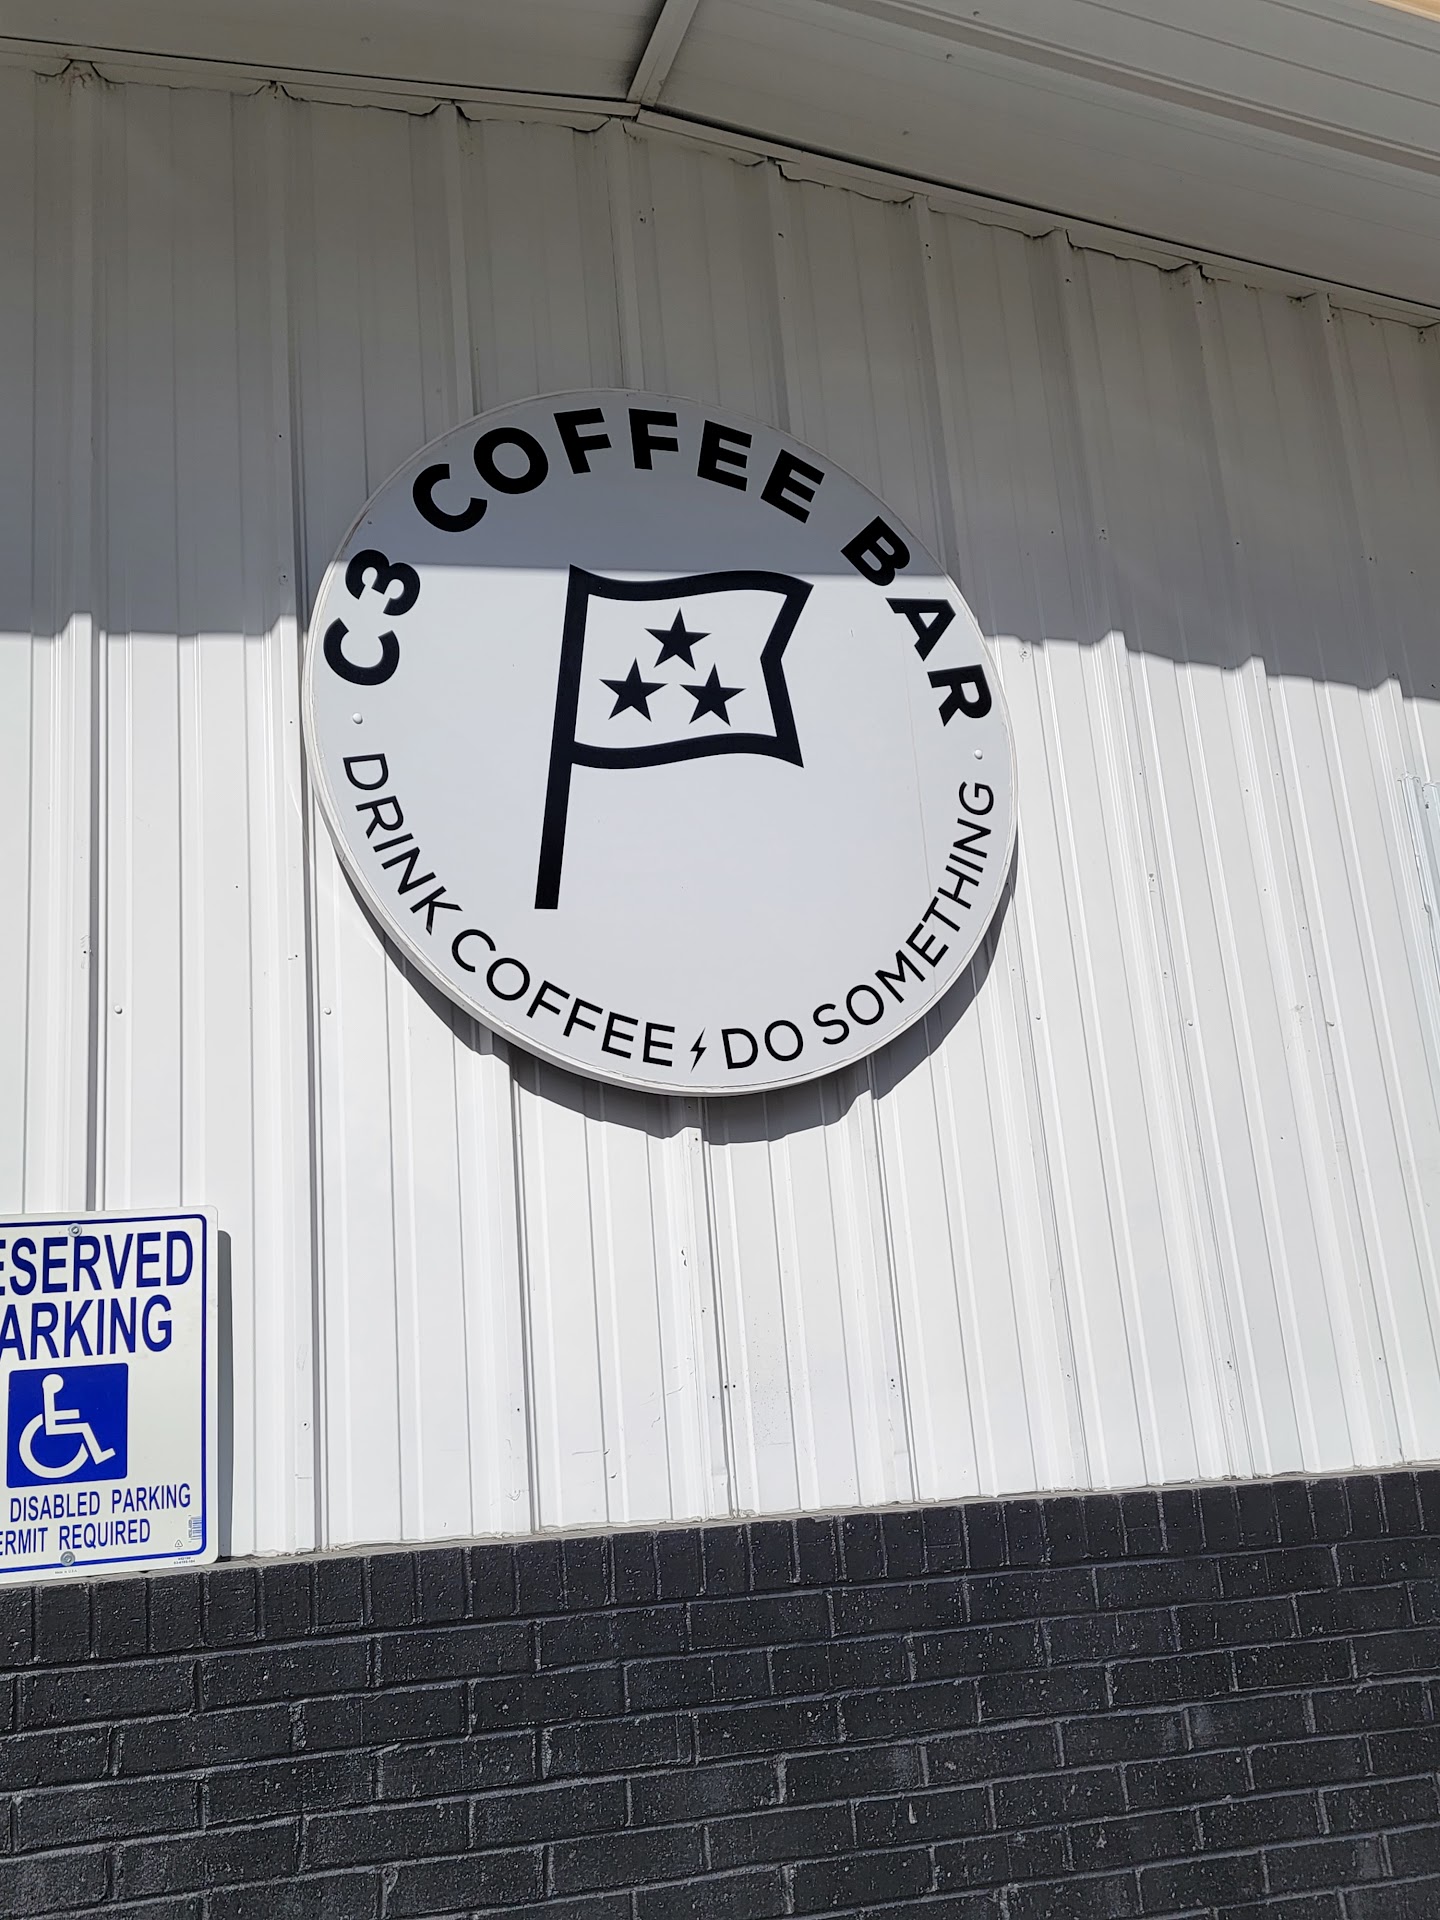 C3 COFFEE BAR
DRINK COFFEE DO SOMETHING
ESERVED
ARKING
DISABLED PARKING
ERMIT REQUIRED